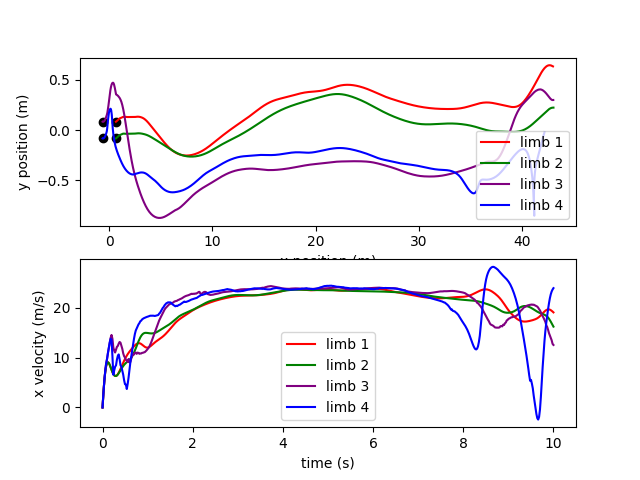 y position (m)
0.5
0.0
−0.5
0
10
20
30
40
limb 1
limb 2
limb 3
limb 4
x position (m)
x velocity (m/s)
20
10
0
limb 1
limb 2
limb 3
limb 4
0
2
4
6
8
10
time (s)